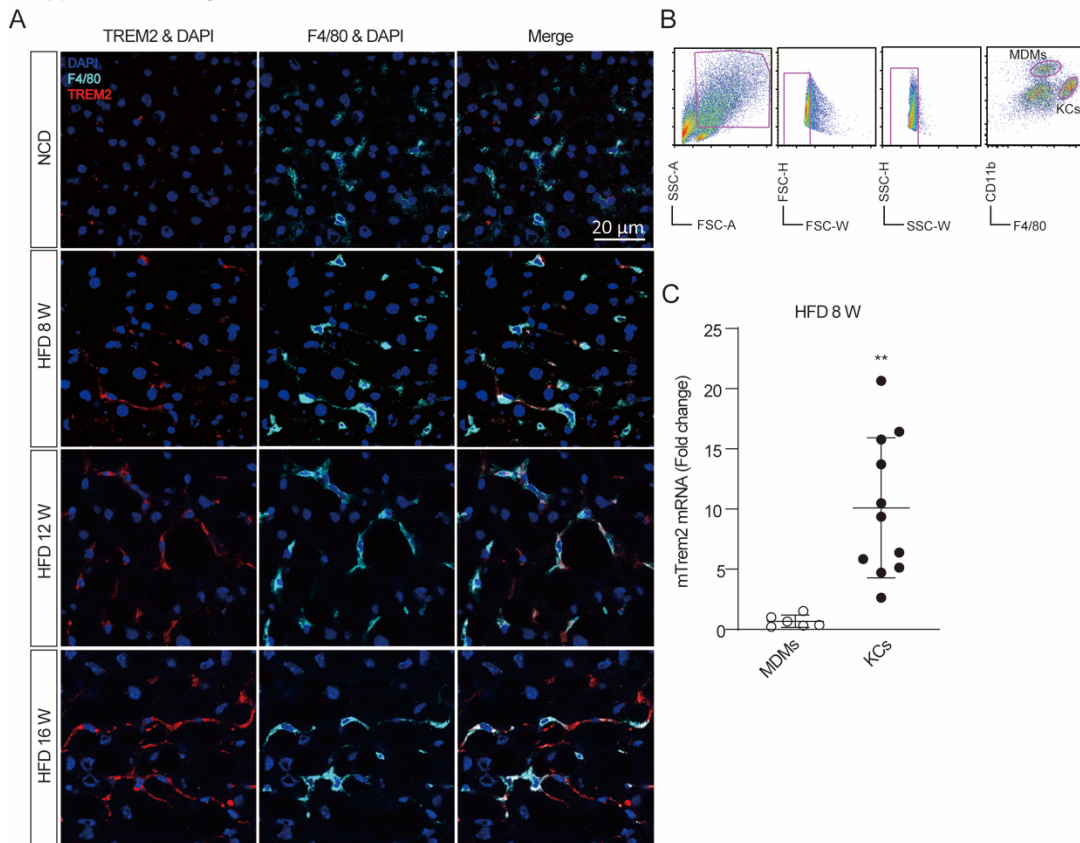 A
TREM2 & DAPI
F4/80 & DAPI
Merge
DAPI
F4/80
TREM2
NCD
20 µm
HFD 8 W
HFD 12 W
HFD 16 W
B
SSC-A
FSC-A
FSC-H
FSC-W
SSC-H
SSC-W
MDMs
KCs
CD11b
F4/80
C
HFD 8 W
mTrem2 mRNA (Fold change)
25
20
15
10
5
0
**
MDMs
KCs